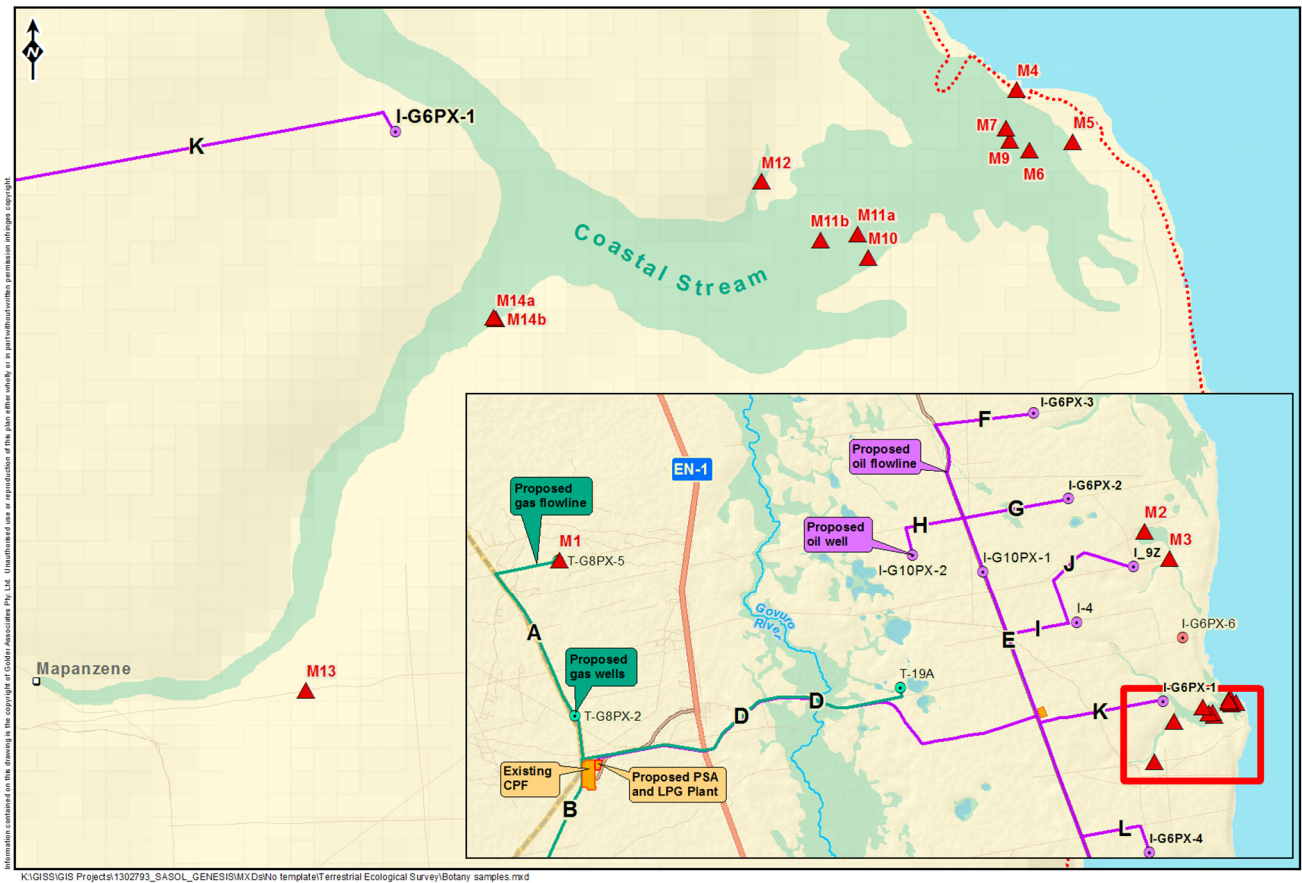 N
M4
I-G6PX-1
M7
M5
K
M9
M6
M12
M11b
M11a
M10
Coastal Stream
M14a
M14b
I-G6PX-3
F
Proposed
oil flowline
EN-1
Proposed
gas flowline
I-G6PX-2
G
M2
H
Proposed
oil well
M1
T-G8PX-5
M3
I_9Z
J
I-G10PX-2
I-G10PX-1
Govuro
River
I-4
A
I
E
I-G6PX-6
Mapanzene
M13
Proposed
gas wells
T-19A
I-G6PX-1
T-G8PX-2
D
D
K
Existing
CPF
Proposed PSA
and LPG Plant
B
L
I-G6PX-4
Information contained on this drawing is the copyright of Golder Associates Pty. Ltd. Unauthorised use or reproduction of this plan either wholly or in part without written permission infringes copyright.
K:\GISS\GIS Projects\1302793_SASOL_GENESIS\MXDs\No template\Terrestrial Ecological Survey\Botany samples.mxd